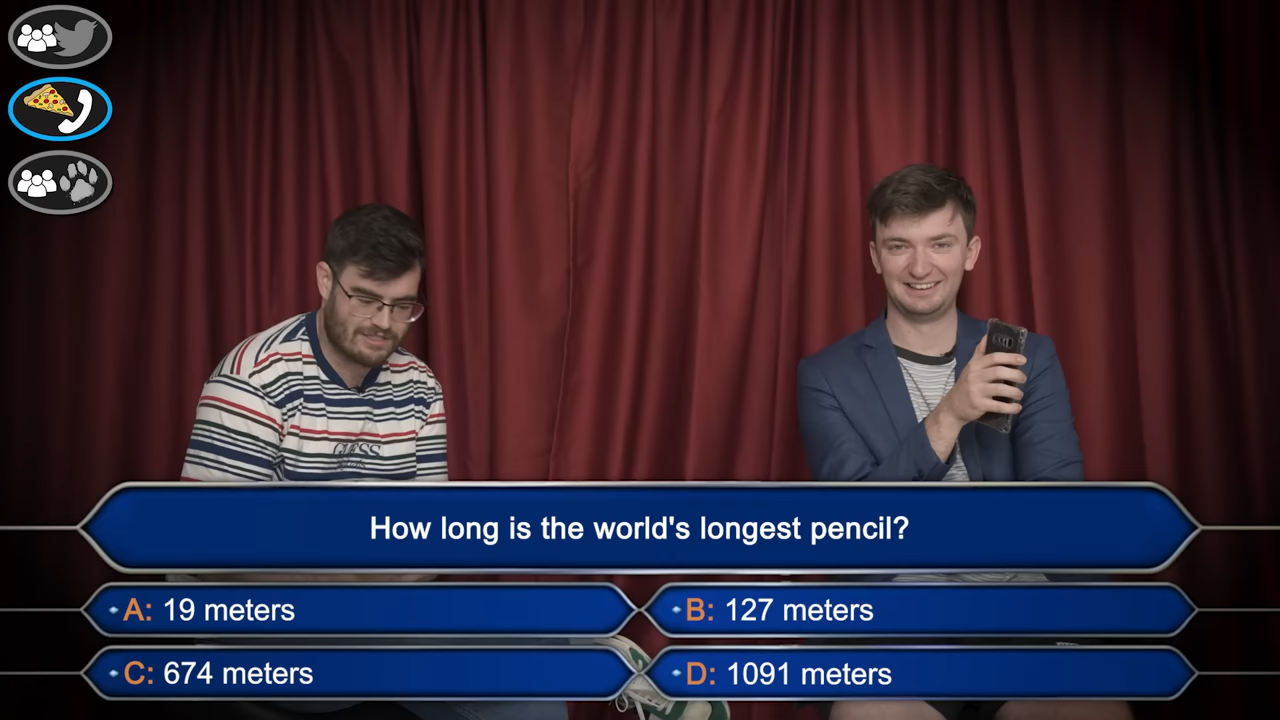 GUESS
How long is the world's longest pencil?
A: 19 meters
B: 127 meters
C: 674 meters
D: 1091 meters